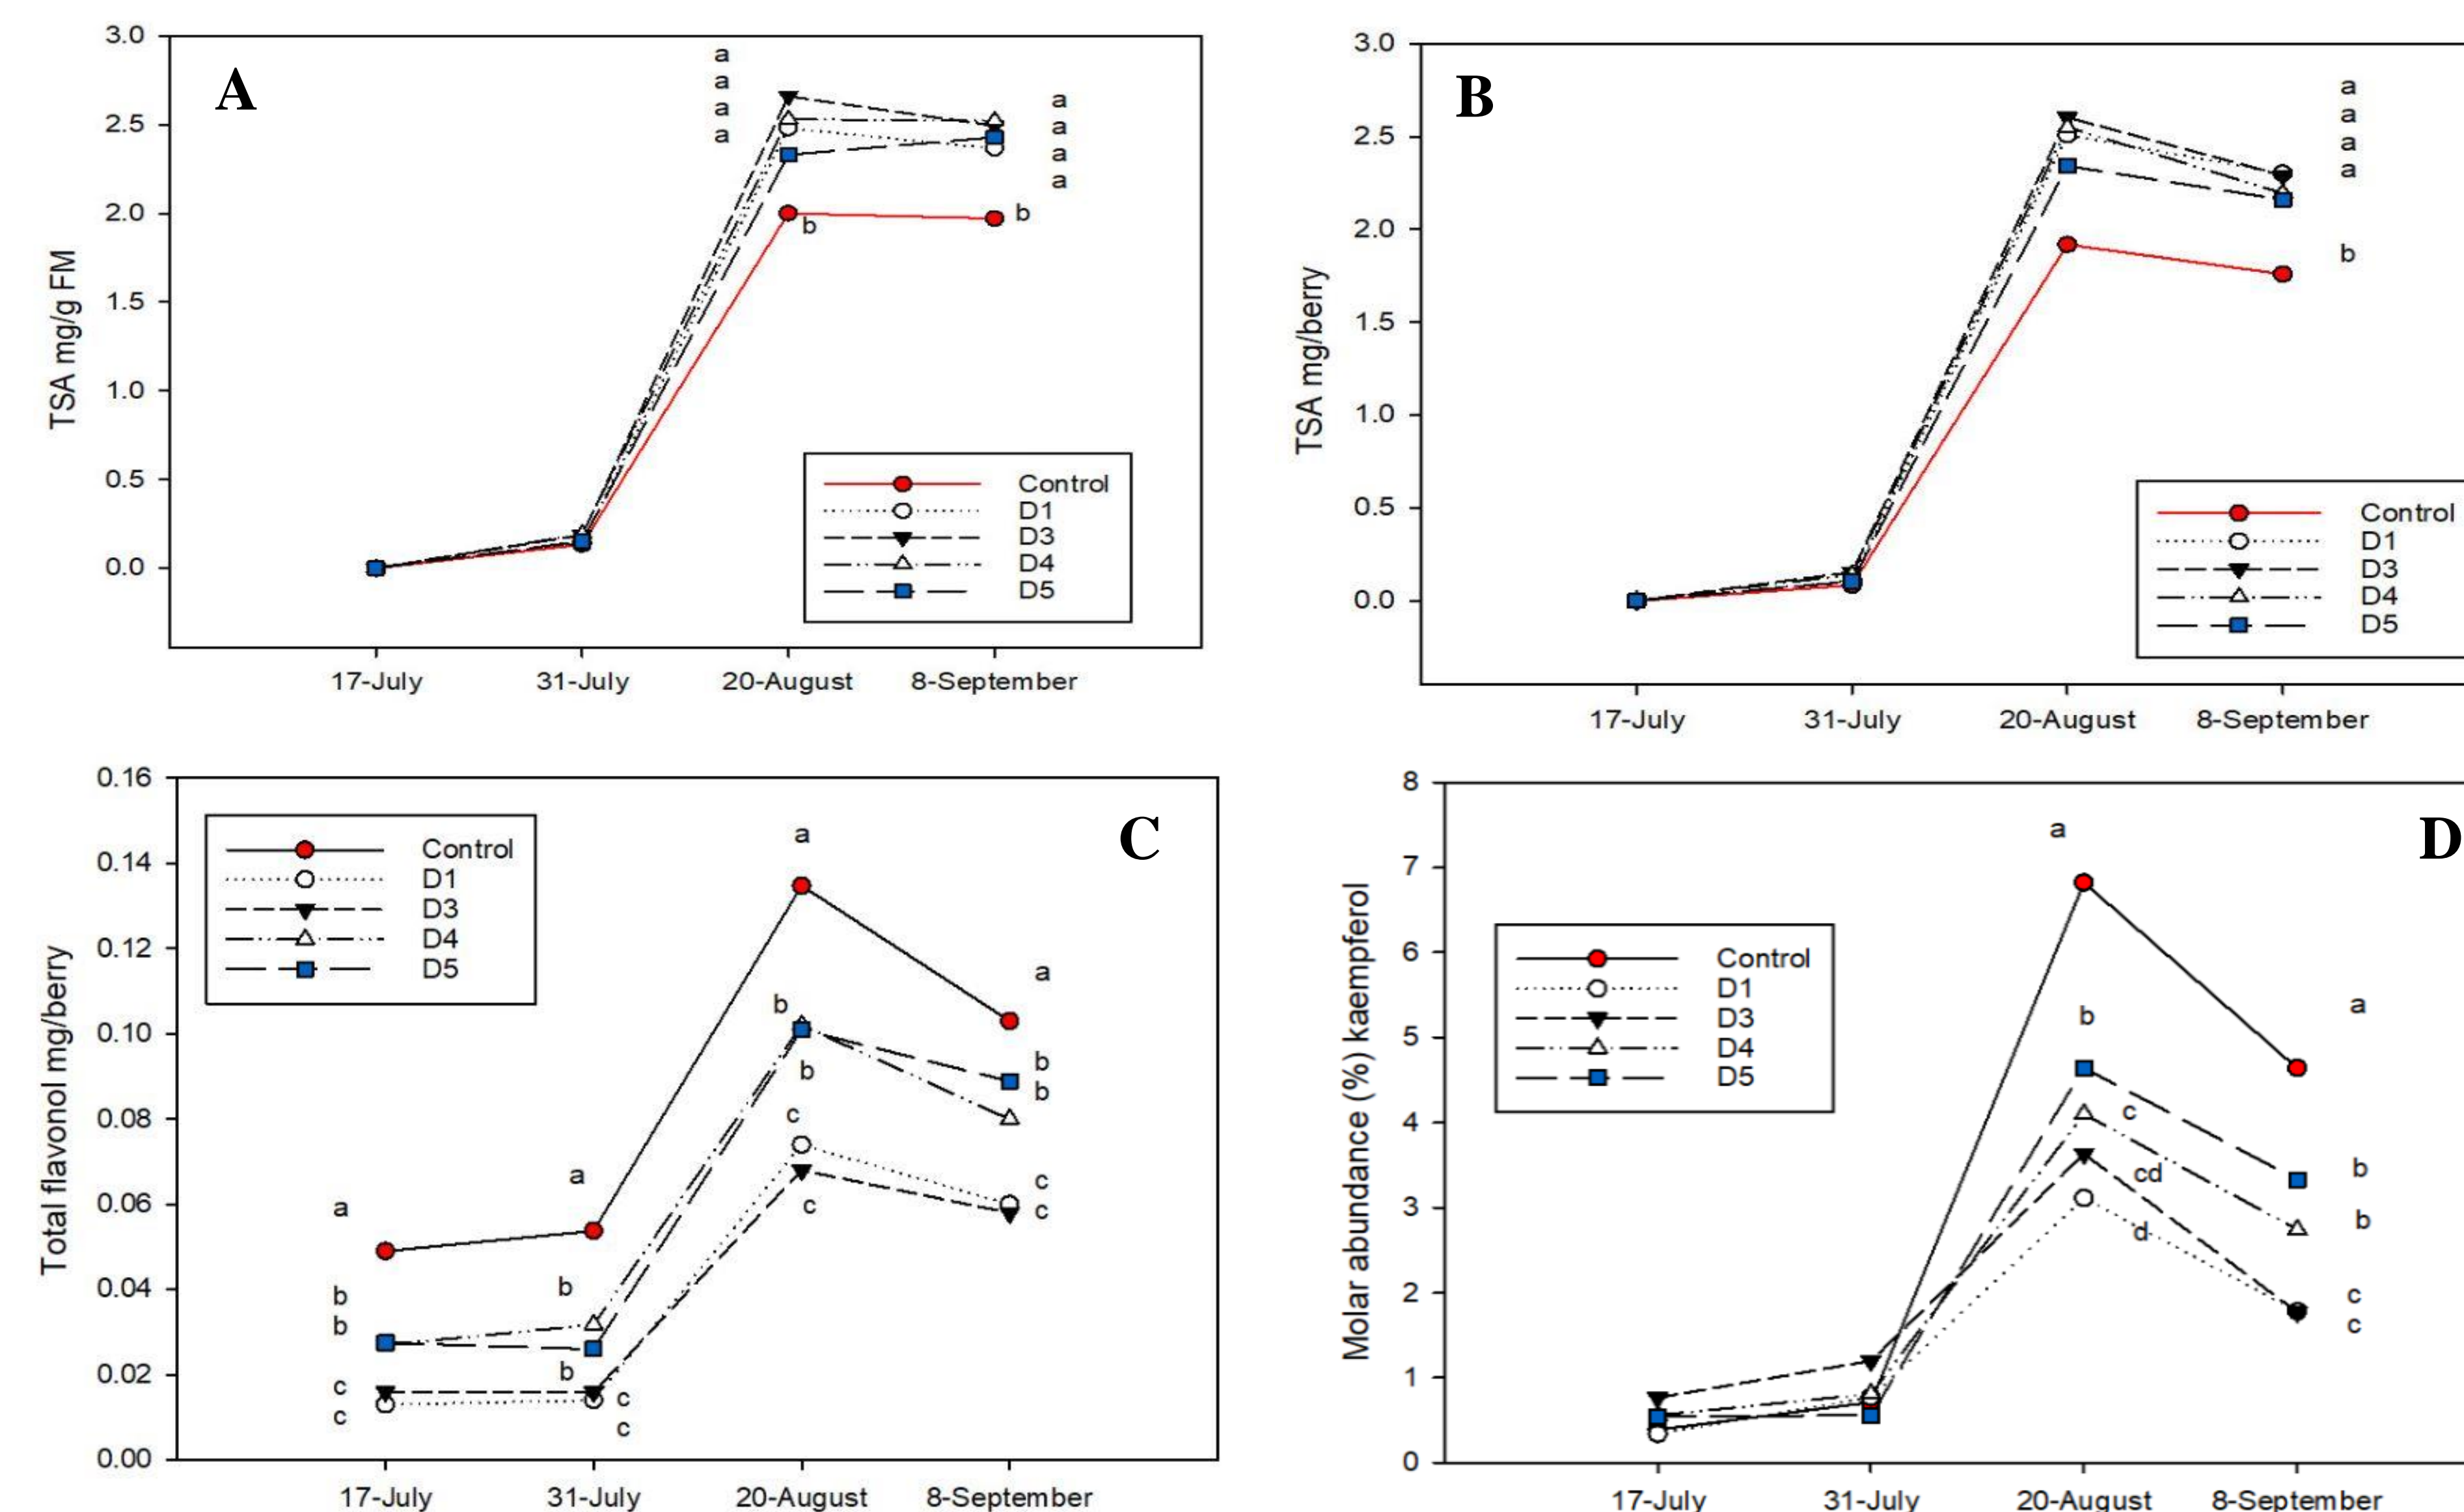 A
TSA mg/g FM
3.0
2.5
2.0
1.5
1.0
0.5
0.0
a
a
a
a
b
a
a
a
a
b
Control
D1
D3
D4
D5
17-July 31-July 20-August 8-September
B
TSA mg/berry
3.0
2.5
2.0
1.5
1.0
0.5
0.0
a
a
a
a
b
Control
D1
D3
D4
D5
17-July 31-July 20-August 8-September
C
Total flavonol mg/berry
0.16
0.14
0.12
0.10
0.08
0.06
0.04
0.02
0.00
Control
D1
D3
D4
D5
a
b
b
c
c
a
b
b
c
c
a
b
b
c
c
a
b
b
c
c
17-July 31-July 20-August 8-September
D
Molar abundance (%) kaempferol
8
7
6
5
4
3
2
1
0
Control
D1
D3
D4
D5
a
b
c
cd
d
a
b
b
c
c
17-July 31-July 20-August 8-September